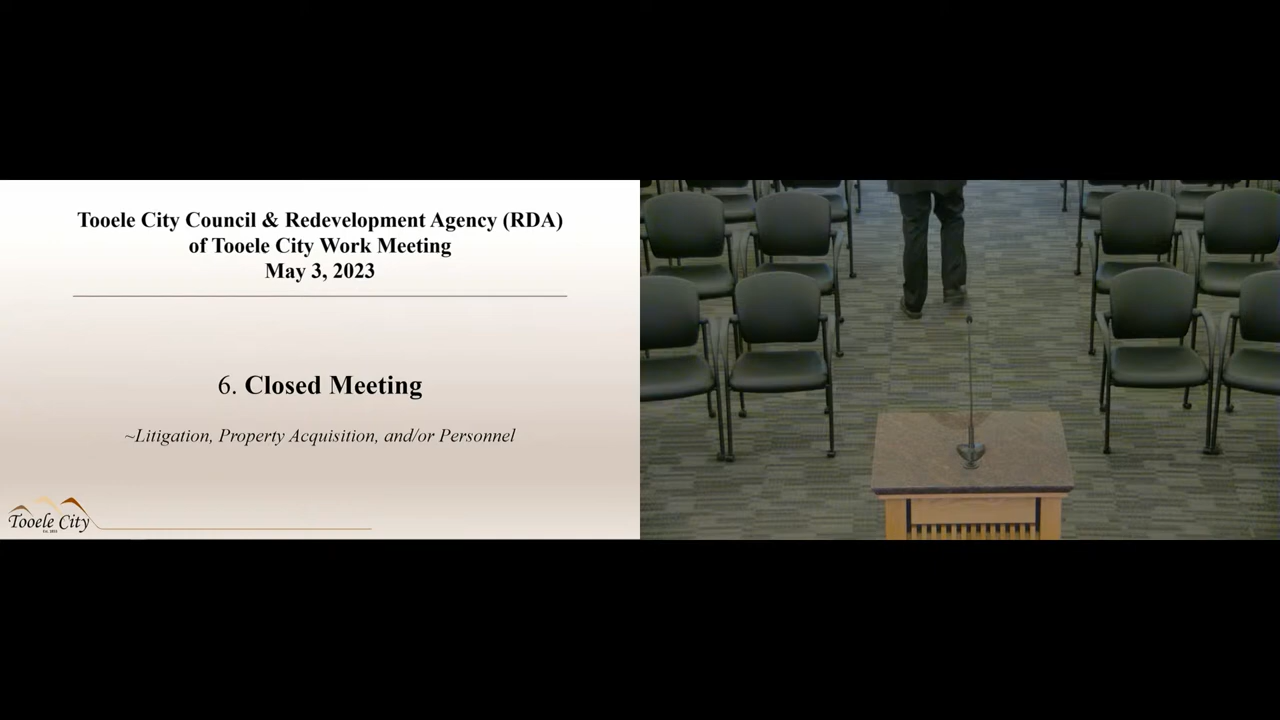 Tooele City Council & Redevelopment Agency (RDA)
of Tooele City Work Meeting
May 3, 2023
6. Closed Meeting
~Litigation, Property Acquisition, and/or Personnel
Tooele City